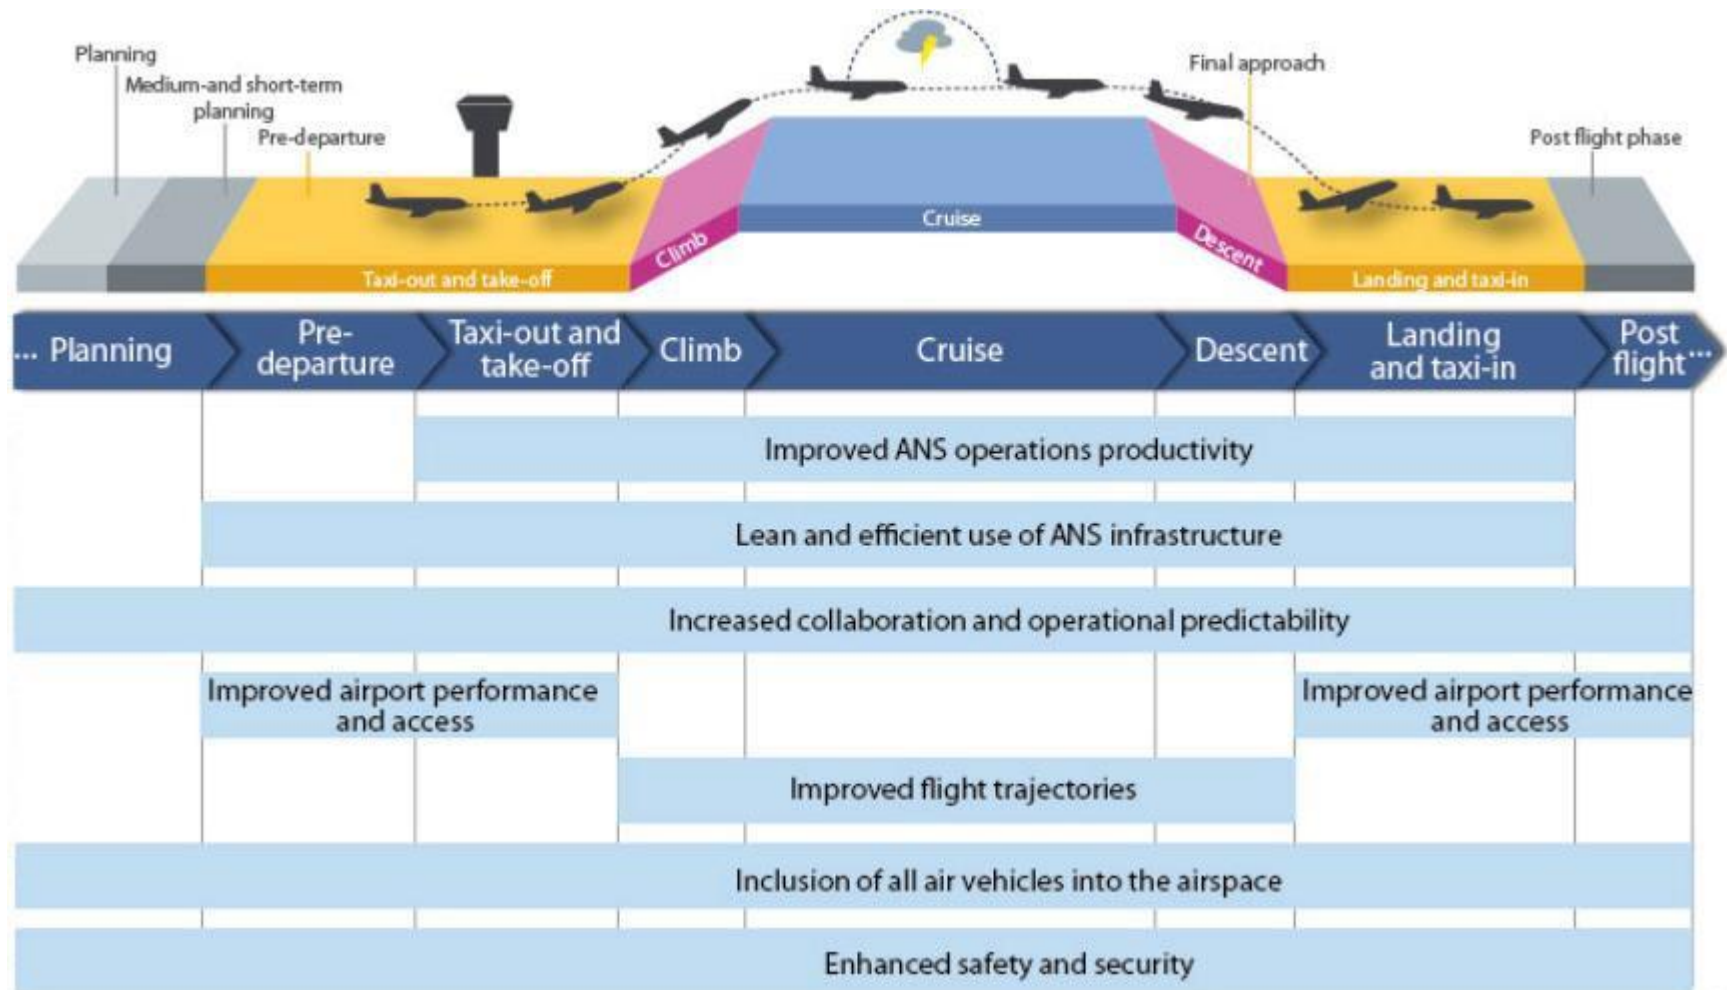 Planning
Medium-and short-term
planning
Pre-departure
Final approach
Post flight phase
Taxi-out and take-off
Climb
Cruise
Descent
Landing and taxi-in
... Planning
Pre-
departure
Taxi-out and
take-off
Climb
Cruise
Descent
Landing
and taxi-in
Post
flight ...
Improved ANS operations productivity
Lean and efficient use of ANS infrastructure
Increased collaboration and operational predictability
Improved airport performance
and access
Improved airport performance
and access
Improved flight trajectories
Inclusion of all air vehicles into the airspace
Enhanced safety and security